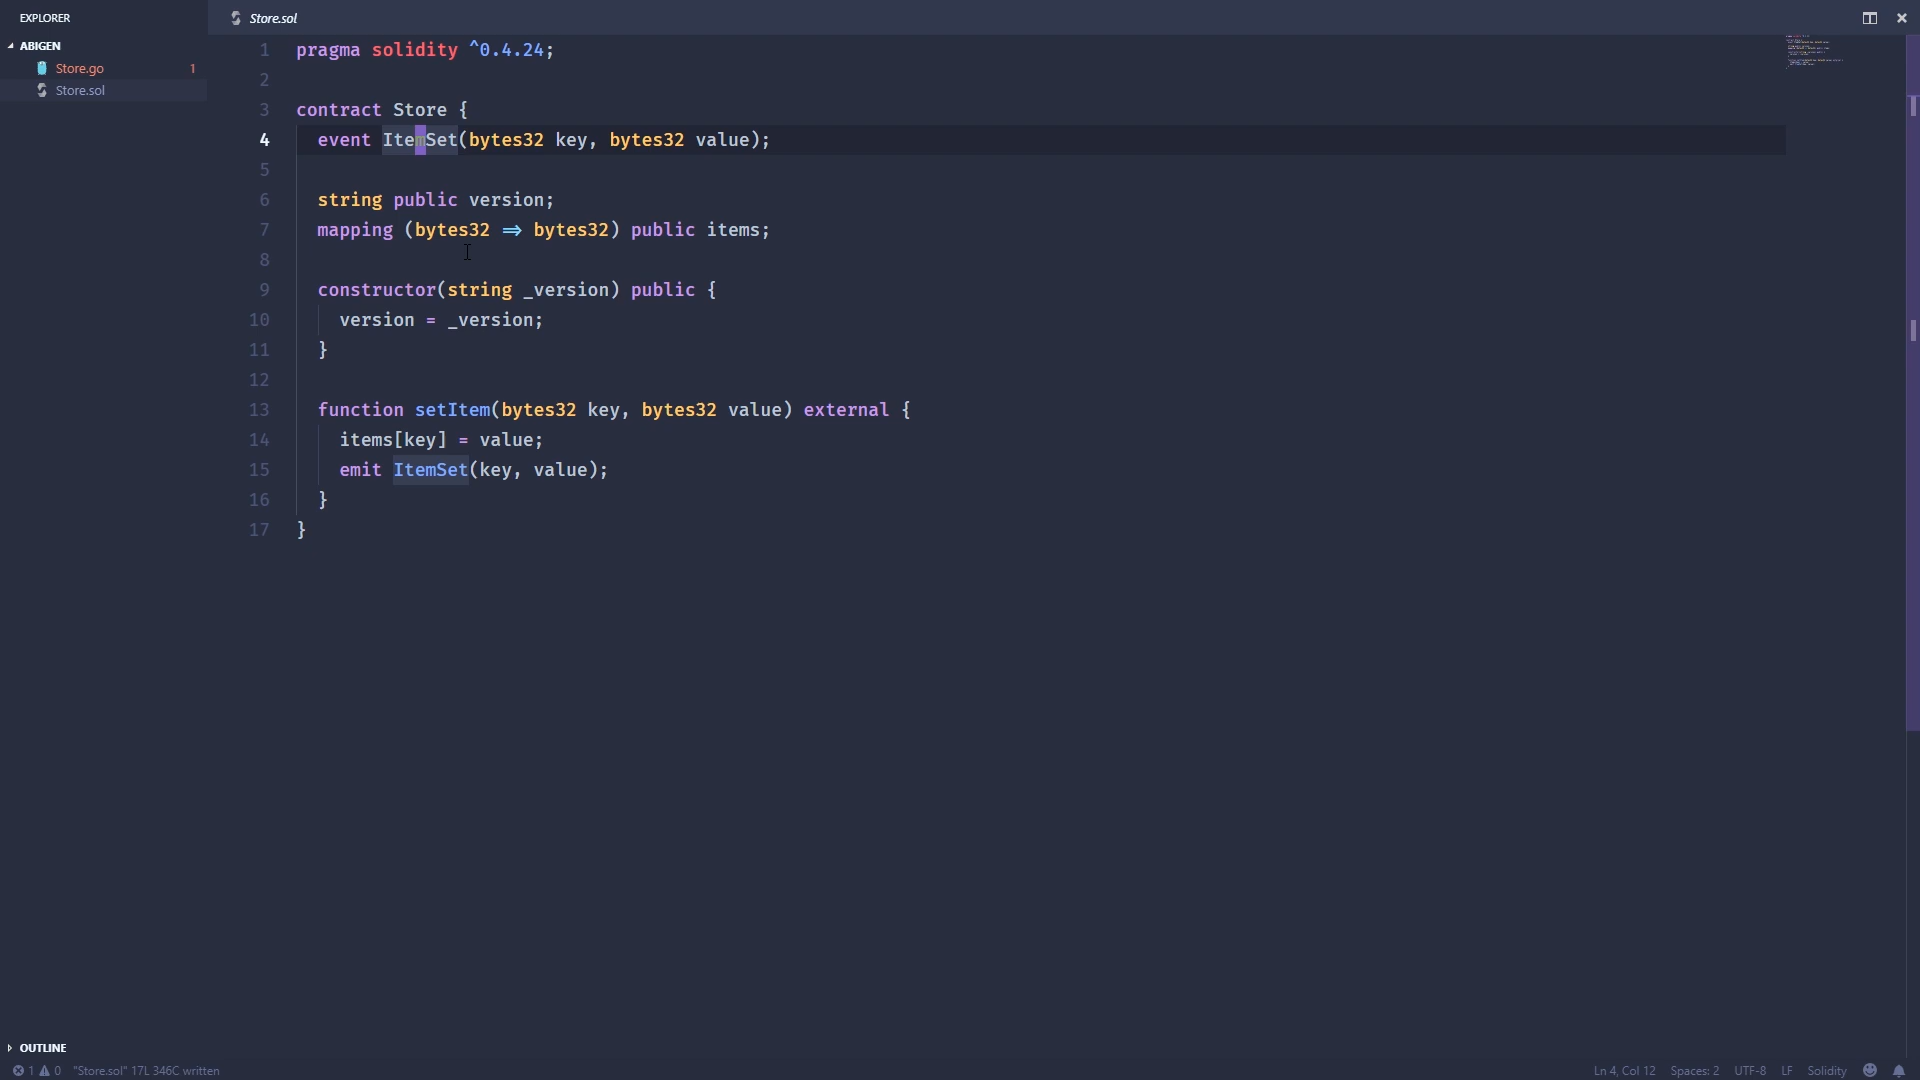 EXPLORER
Store.sol
ABIGEN
Store.go 1
Store.sol
1 pragma solidity ^0.4.24;
2
3 contract Store {
4 event ItemSet(bytes32 key, bytes32 value);
5
6 string public version;
7 mapping (bytes32 => bytes32) public items;
8
9 constructor(string _version) public {
10 version = _version;
11 }
12
13 function setItem(bytes32 key, bytes32 value) external {
14 items[key] = value;
15 emit ItemSet(key, value);
16 }
17 }
OUTLINE
1 0 "Store.sol" 17L 346C written
Ln 4, Col 12 Spaces: 2 UTF-8 LF Solidity